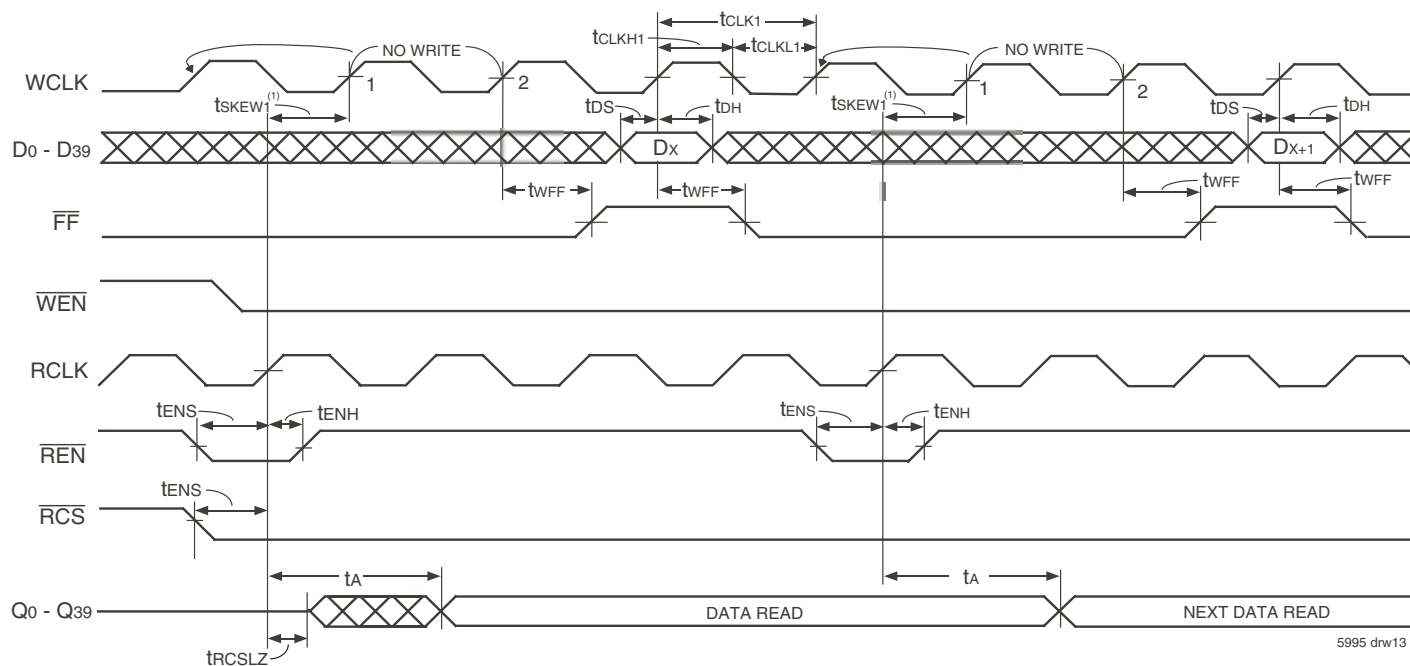 tCLK1
tCLKH1 tCLKL1
NO WRITE NO WRITE
WCLK 1 2 1 2
tSKEW1(1) tDS tDH tSKEW1(1) tDS tDH
D0 - D39 DX DX+1
tWFF tWFF tWFF tWFF
FF
WEN
RCLK
tENS tENH tENS tENH
REN
tENS
RCS
tA tA
Q0 - Q39 DATA READ NEXT DATA READ
tRCSLZ
5995 drw13